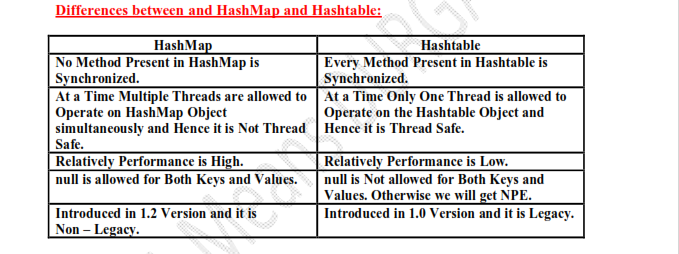 Differences between and HashMap and Hashtable:
HashMap
Hashtable
No Method Present in HashMap is
Synchronized.
Every Method Present in Hashtable is
Synchronized.
At a Time Multiple Threads are allowed to
Operate on HashMap Object
simultaneously and Hence it is Not Thread
Safe.
At a Time Only One Thread is allowed to
Operate on the Hashtable Object and
Hence it is Thread Safe.
Relatively Performance is High.
Relatively Performance is Low.
null is allowed for Both Keys and Values.
null is Not allowed for Both Keys and
Values. Otherwise we will get NPE.
Introduced in 1.2 Version and it is
Non – Legacy.
Introduced in 1.0 Version and it is Legacy.
Means